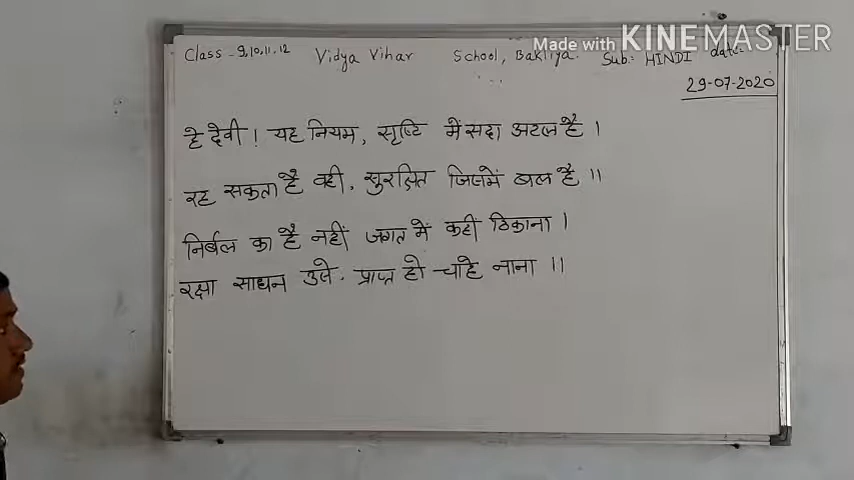 Made with KINEMASTER
Class - 9,10,11,12 Vidya Vihar School, Bakliya. Sub:- HINDI date:-
29-07-2020
हे देवी ! यह नियम, सृष्टि में सदा अटल है ।
रह सकता है वही, सुरक्षित जिसमें बल है ॥
निर्बल का है नहीं जगत में कहीं ठिकाना ।
रक्षा साधन उसे, प्राप्त हो चाहे नाना ॥